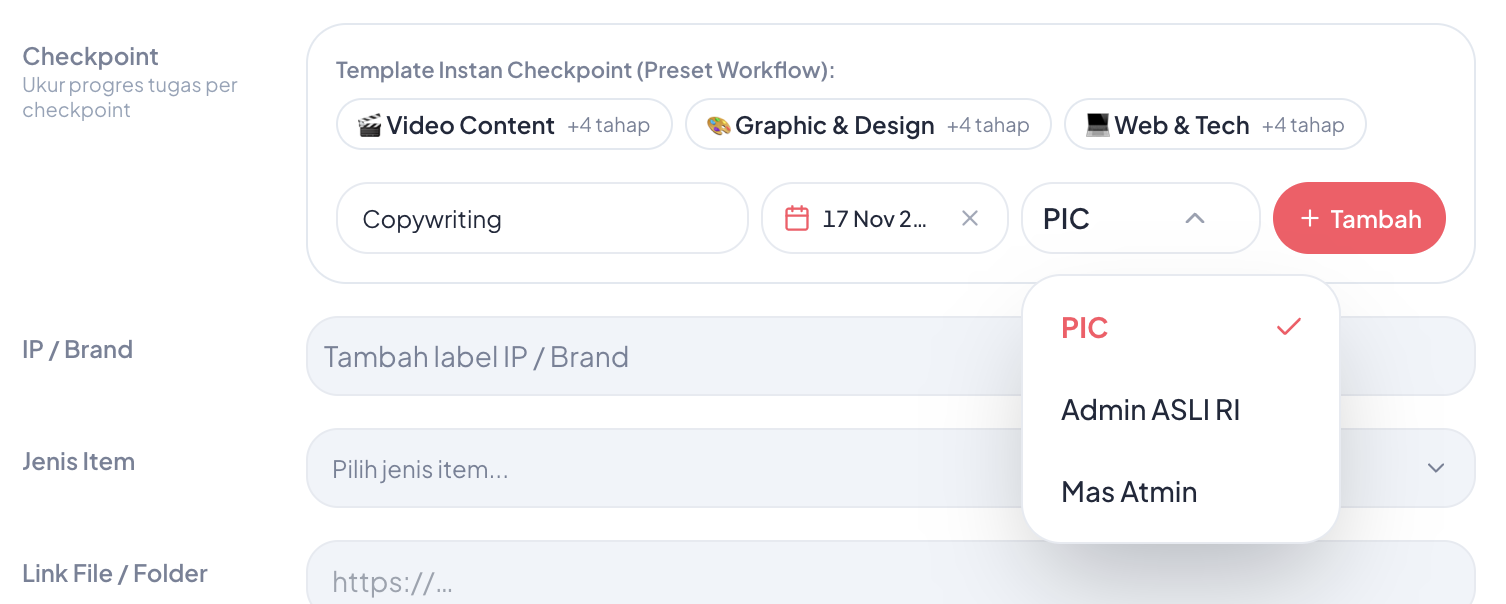 Checkpoint
Ukur progres tugas per
checkpoint
Template Instan Checkpoint (Preset Workflow):
Video Content +4 tahap
Graphic & Design +4 tahap
Web & Tech +4 tahap
Copywriting
17 Nov 2...
PIC
+ Tambah
PIC
Admin ASLI RI
Mas Atmin
IP / Brand
Tambah label IP / Brand
Jenis Item
Pilih jenis item...
Link File / Folder
https://...